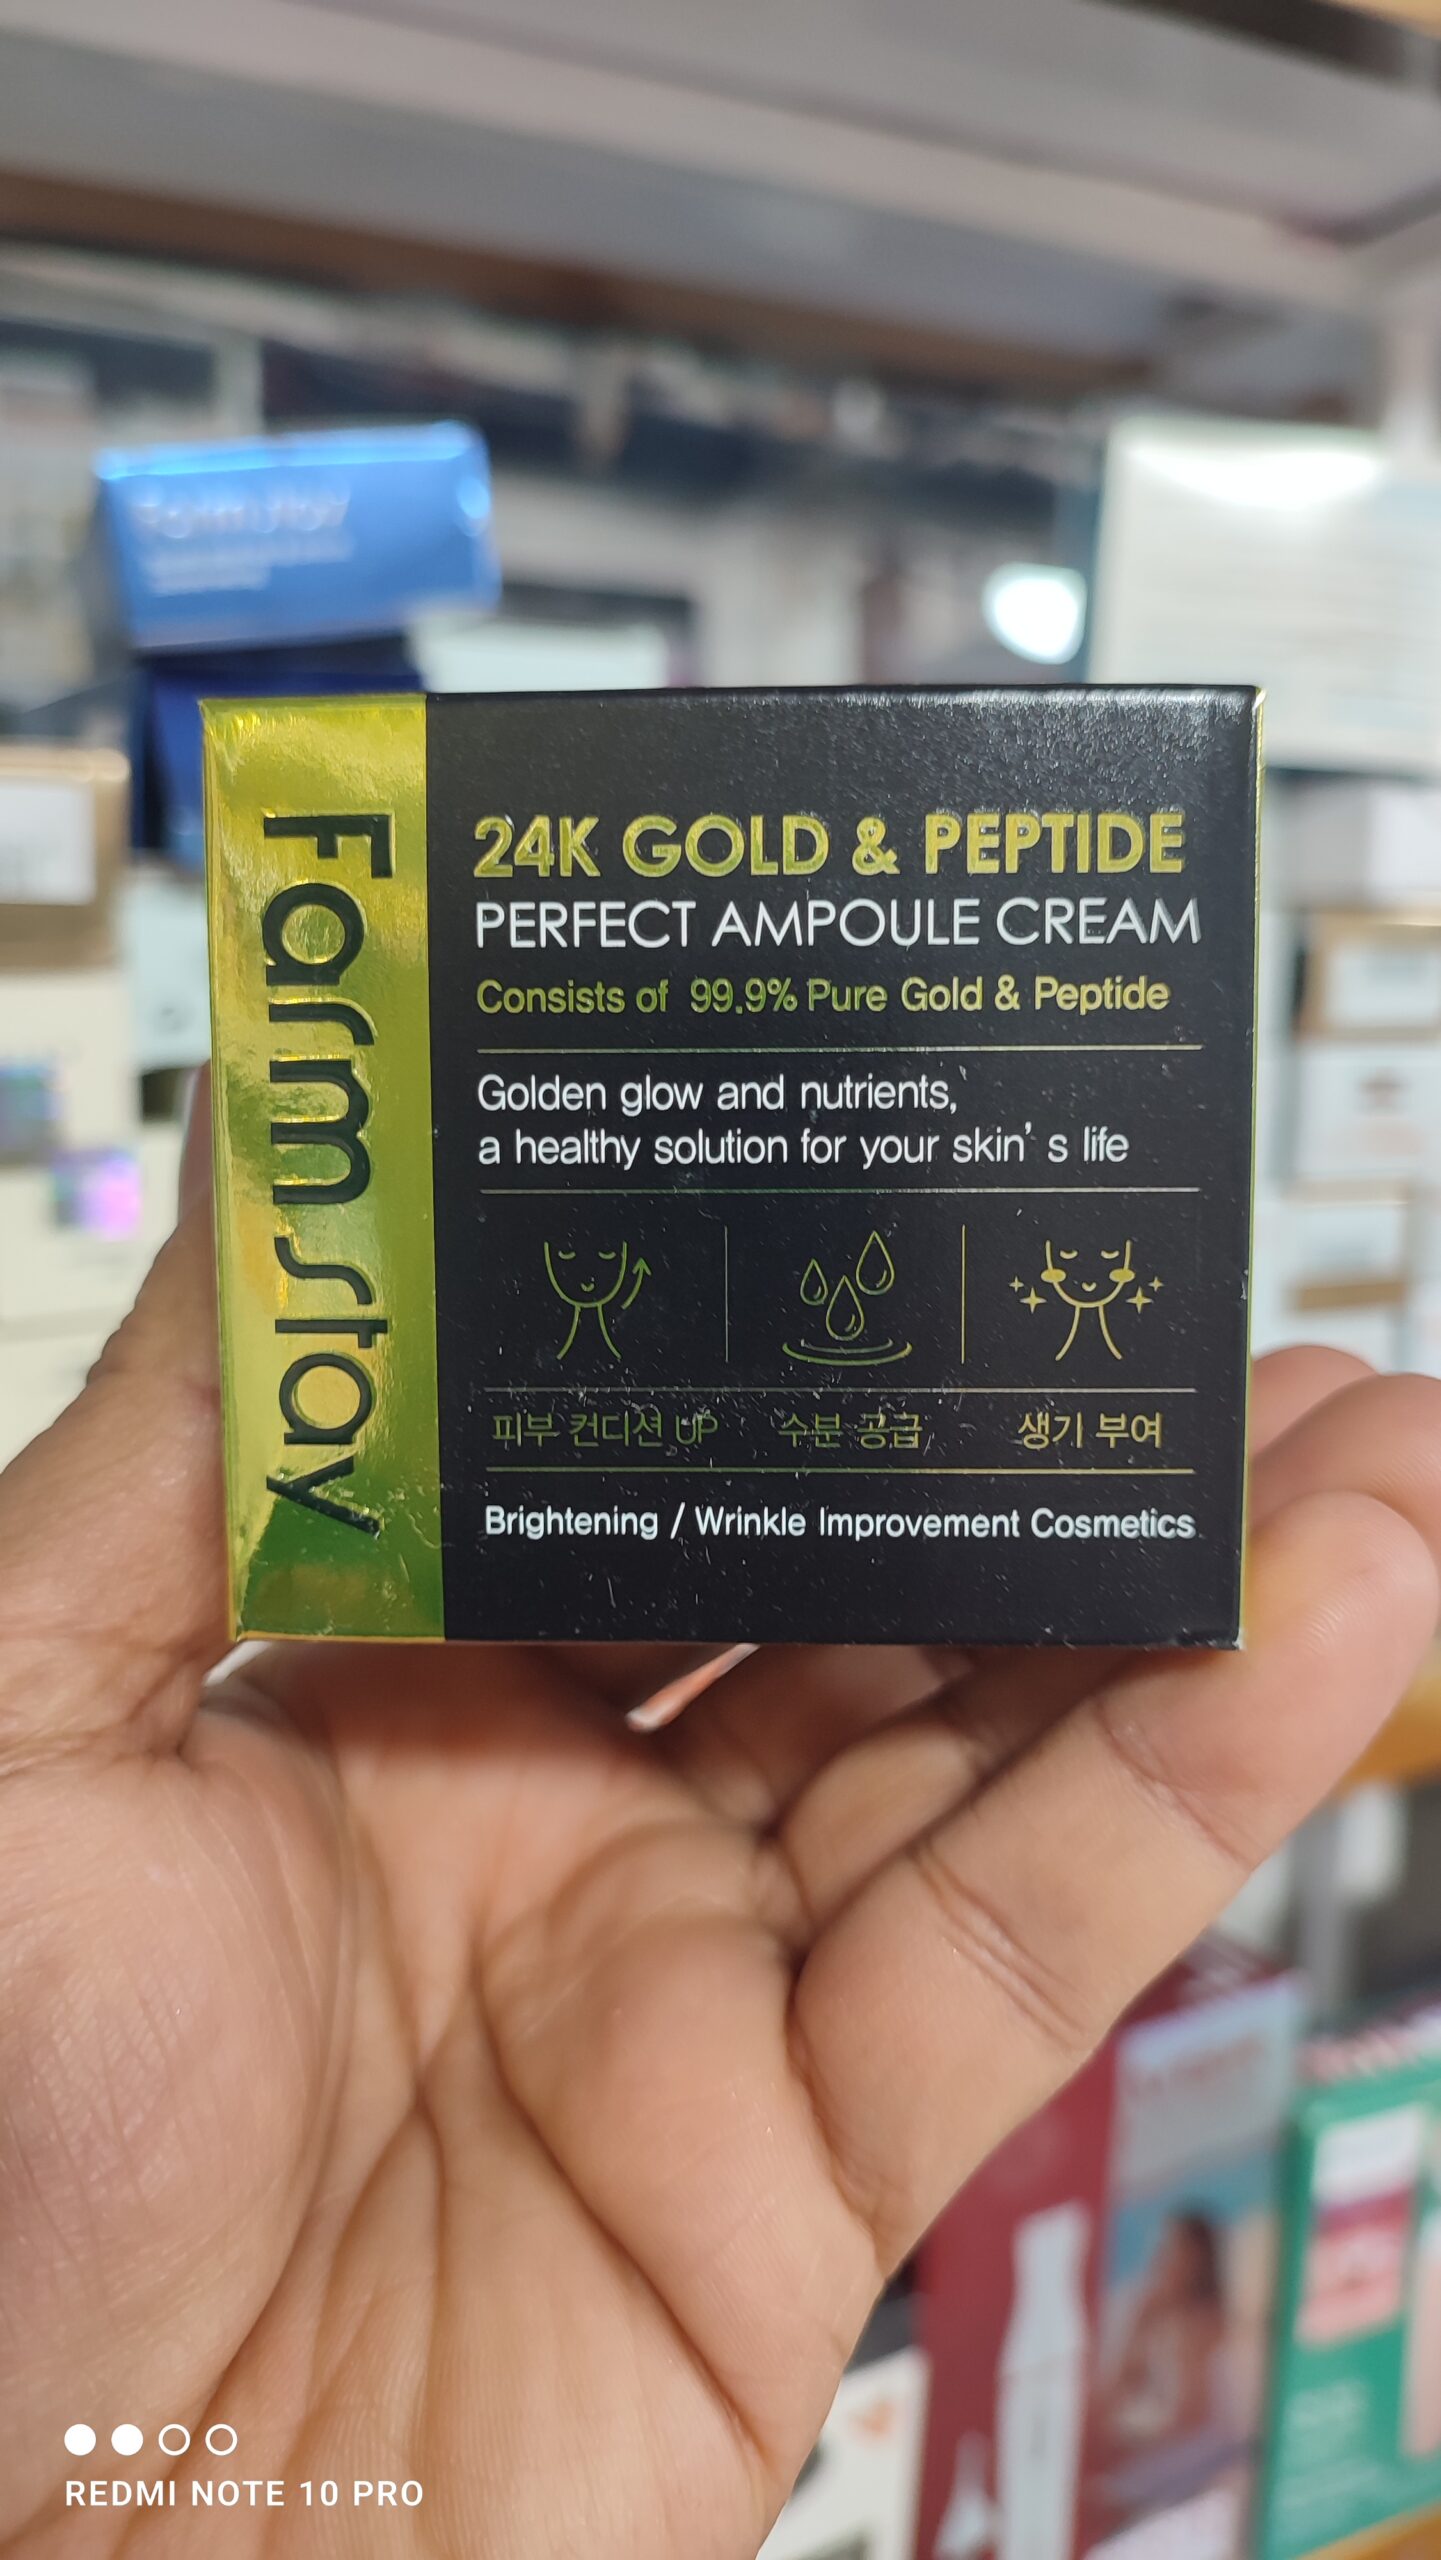 Farm stay
24K GOLD & PEPTIDE
PERFECT AMPOULE CREAM
Consists of 99.9% Pure Gold & Peptide
Golden glow and nutrients,
a healthy solution for your skin' s life
피부 컨디션 UP
수분 공급
생기 부여
Brightening / Wrinkle Improvement Cosmetics
REDMI NOTE 10 PRO